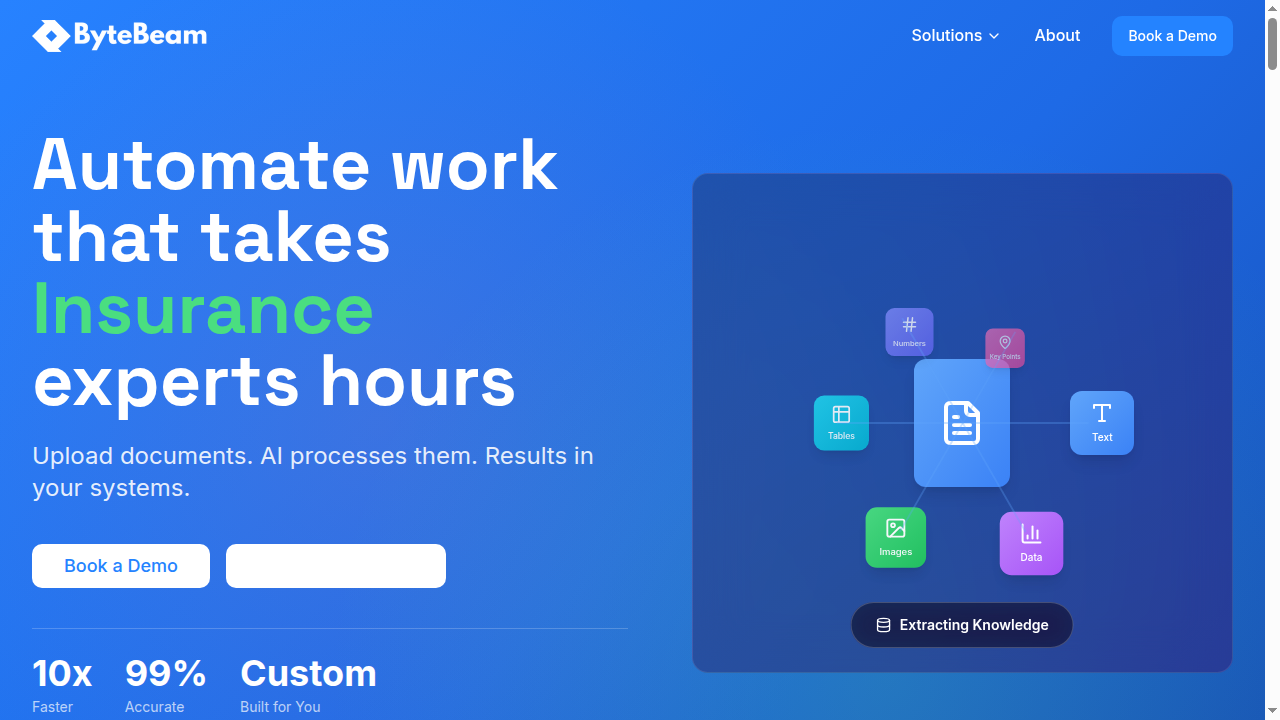 ByteBeam
Solutions
About
Book a Demo
Automate work
that takes
Insurance
experts hours
Upload documents. AI processes them. Results in
your systems.
Book a Demo
10x
Faster
99%
Accurate
Custom
Built for You
Numbers
Key Points
Tables
Text
Images
Data
Extracting Knowledge